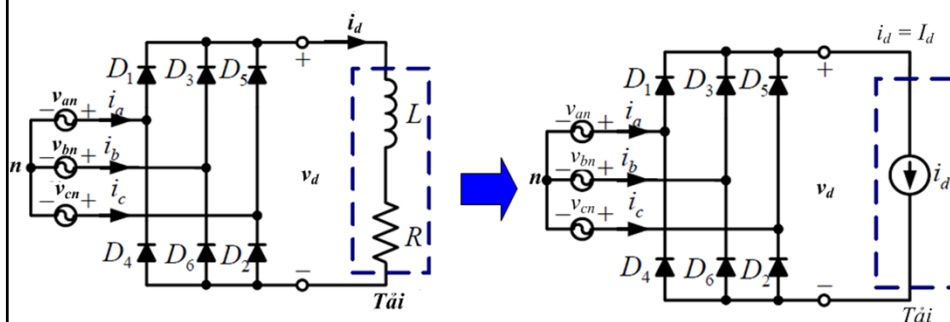 i_d
+
D_1 D_3 D_5
v_an
− + i_a
L
n v_bn
− + i_b
v_d
v_cn
− + i_c
R
D_4 D_6 D_2
−
Tải
i_d = I_d
+
D_1 D_3 D_5
v_an
− + i_a
v_bn
n − + i_b
v_d
i_d
v_cn
− + i_c
D_4 D_6 D_2
−
Tải